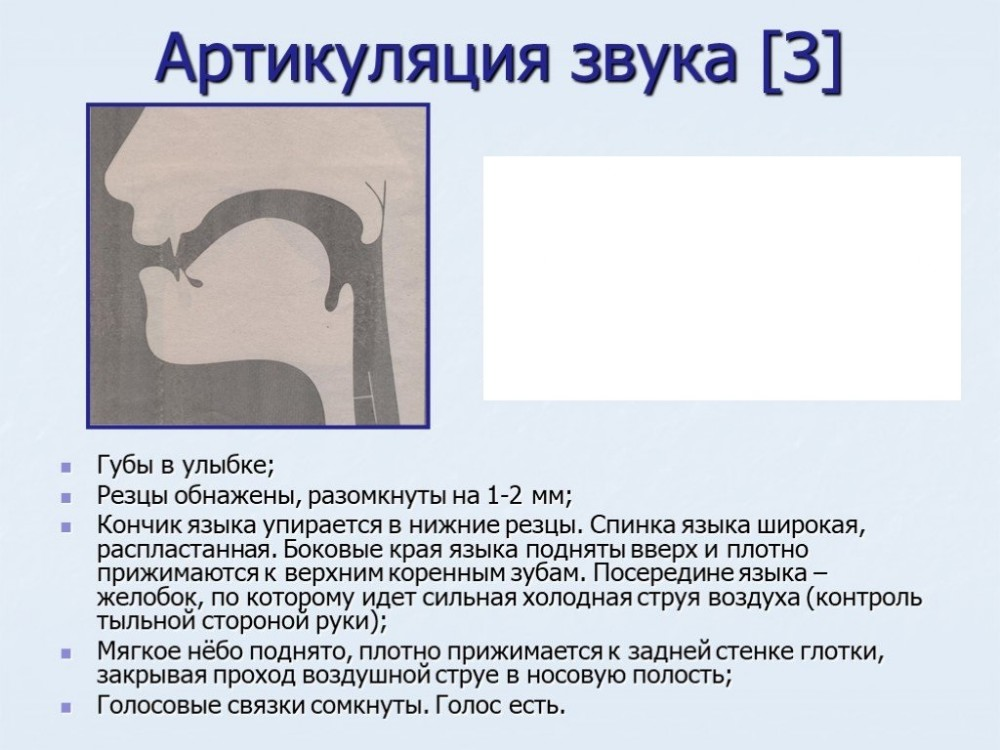 Артикуляция звука [З]
Губы в улыбке;
Резцы обнажены, разомкнуты на 1-2 мм;
Кончик языка упирается в нижние резцы. Спинка языка широкая,
распластанная. Боковые края языка подняты вверх и плотно
прижимаются к верхним коренным зубам. Посередине языка –
желобок, по которому идет сильная холодная струя воздуха (контроль
тыльной стороной руки);
Мягкое нёбо поднято, плотно прижимается к задней стенке глотки,
закрывая проход воздушной струе в носовую полость;
Голосовые связки сомкнуты. Голос есть.